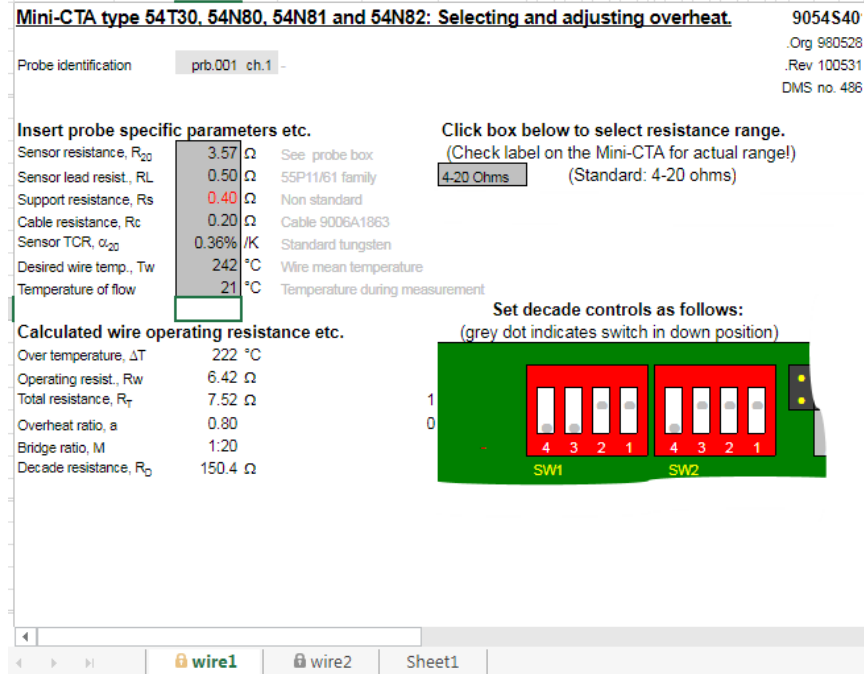 Mini-CTA type 54T30, 54N80, 54N81 and 54N82: Selecting and adjusting overheat. 9054S40
.Org 980528
Probe identification prb.001 ch.1 - .Rev 100531
DMS no. 486
Insert probe specific parameters etc. Click box below to select resistance range.
Sensor resistance, R20 3.57 Ω See probe box (Check label on the Mini-CTA for actual range!)
Sensor lead resist., RL 0.50 Ω 55P11/61 family 4-20 Ohms (Standard: 4-20 ohms)
Support resistance, Rs 0.40 Ω Non standard
Cable resistance, Rc 0.20 Ω Cable 9006A1863
Sensor TCR, α20 0.36% /K Standard tungsten
Desired wire temp., Tw 242 °C Wire mean temperature
Temperature of flow 21 °C Temperature during measurement
Set decade controls as follows:
Calculated wire operating resistance etc. (grey dot indicates switch in down position)
Over temperature, ΔT 222 °C
Operating resist., Rw 6.42 Ω
Total resistance, RT 7.52 Ω 1
Overheat ratio, a 0.80 0
Bridge ratio, M 1:20 4 3 2 1 4 3 2 1
Decade resistance, RD 150.4 Ω SW1 SW2
wire1 wire2 Sheet1